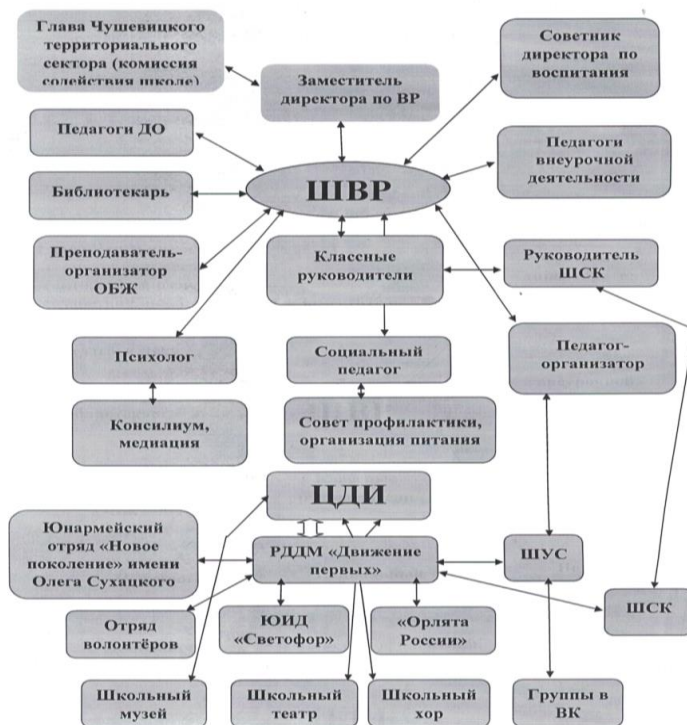 Глава Чушевицкого
территориального
сектора (комиссия
содействия школе)
Заместитель
директора по ВР
Советник
директора по
воспитания
Педагоги ДО
Педагоги
внеурочной
деятельности
Библиотекарь
ШВР
Преподаватель-
организатор
ОБЖ
Классные
руководители
Руководитель
ШСК
Психолог
Социальный
педагог
Педагог-
организатор
Консилиум,
медиация
Совет профилактики,
организация питания
ЦДИ
Юнармейский
отряд «Новое
поколение» имени
Олега Сухацкого
РДДМ «Движение
первых»
ШУС
Отряд
волонтёров
ЮИД
«Светофор»
«Орлята
России»
ШСК
Школьный
музей
Школьный
театр
Школьный
хор
Группы в
ВК